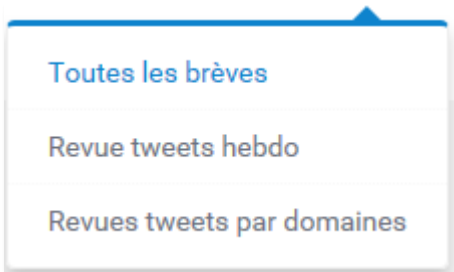 Toutes les brèves
Revue tweets hebdo
Revues tweets par domaines